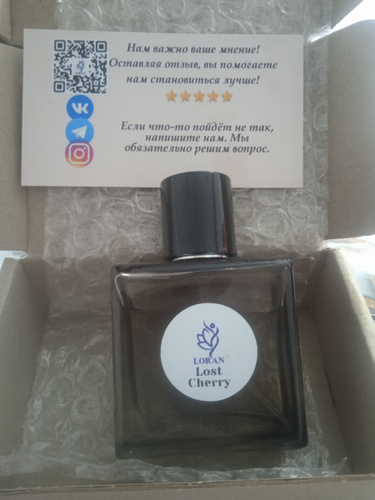 Нам важно ваше мнение!
Оставляя отзыв, вы помогаете
нам становиться лучше!
Если что-то пойдёт не так,
напишите нам. Мы
обязательно решим вопрос.
LORAN
Lost
Cherry